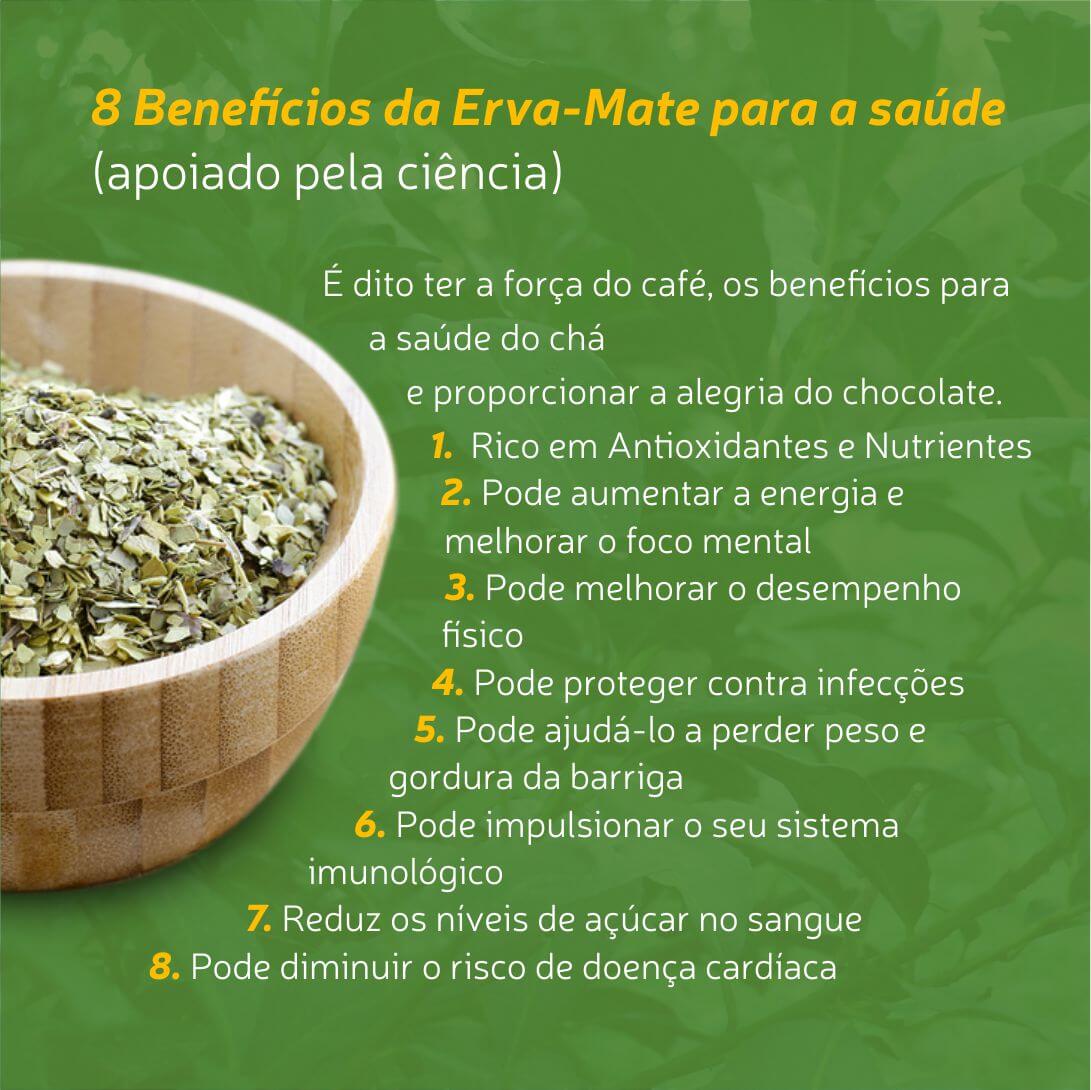 8 Benefícios da Erva-Mate para a saúde
(apoiado pela ciência)
É dito ter a força do café, os benefícios para
a saúde do chá
e proporcionar a alegria do chocolate.
1. Rico em Antioxidantes e Nutrientes
2. Pode aumentar a energia e
melhorar o foco mental
3. Pode melhorar o desempenho
físico
4. Pode proteger contra infecções
5. Pode ajudá-lo a perder peso e
gordura da barriga
6. Pode impulsionar o seu sistema
imunológico
7. Reduz os níveis de açúcar no sangue
8. Pode diminuir o risco de doença cardíaca